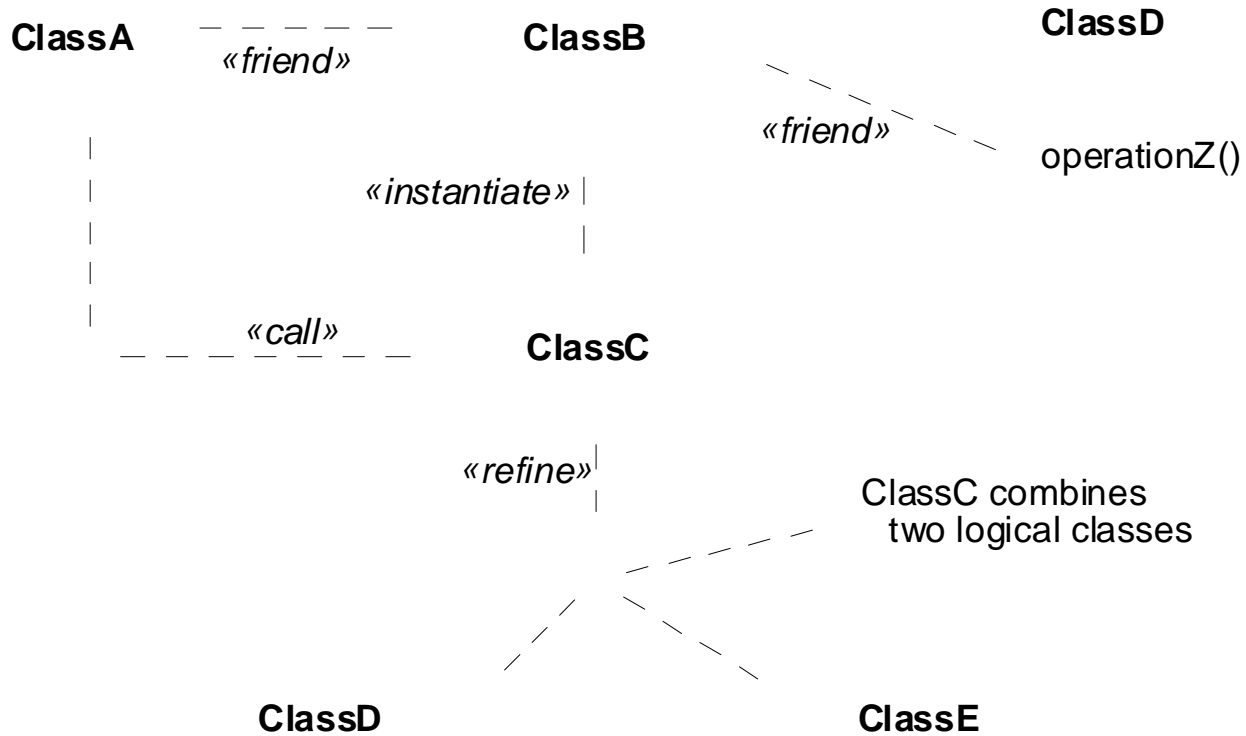 ClassA
ClassB
ClassD
«friend»
«friend»
operationZ()
«instantiate»
«call»
ClassC
«refine»
ClassC combines
two logical classes
ClassD
ClassE